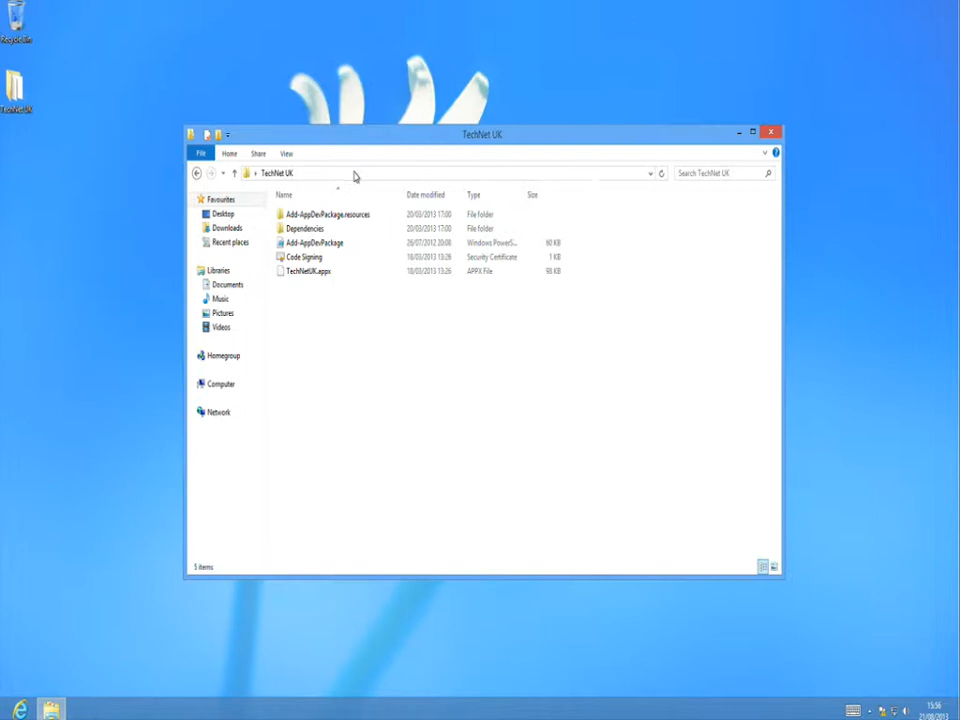 Recycle Bin
TechNet UK
TechNet UK
File Home Share View
TechNet UK
Search TechNet UK
Name Date modified Type Size
Favourites
Desktop
Downloads
Recent places
Libraries
Documents
Music
Pictures
Videos
Homegroup
Computer
Network
Add-AppDevPackage.resources 20/03/2013 17:00 File folder
Dependencies 20/03/2013 17:00 File folder
Add-AppDevPackage 26/07/2012 20:08 Windows PowerS... 60 KB
Code Signing 18/03/2013 13:26 Security Certificate 1 KB
TechNetUK.appx 18/03/2013 13:26 APPX File 98 KB
5 items
15:56
21/08/2013